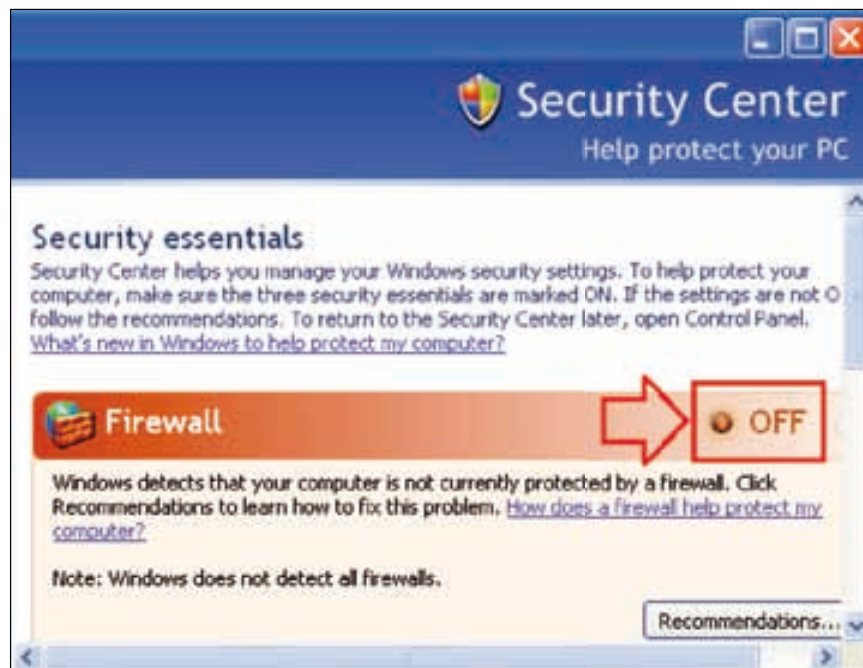 Security Center
Help protect your PC
Security essentials
Security Center helps you manage your Windows security settings. To help protect your
computer, make sure the three security essentials are marked ON. If the settings are not O
follow the recommendations. To return to the Security Center later, open Control Panel.
What's new in Windows to help protect my computer?
Firewall
OFF
Windows detects that your computer is not currently protected by a firewall. Click
Recommendations to learn how to fix this problem. How does a firewall help protect my
computer?
Note: Windows does not detect all firewalls.
Recommendations...